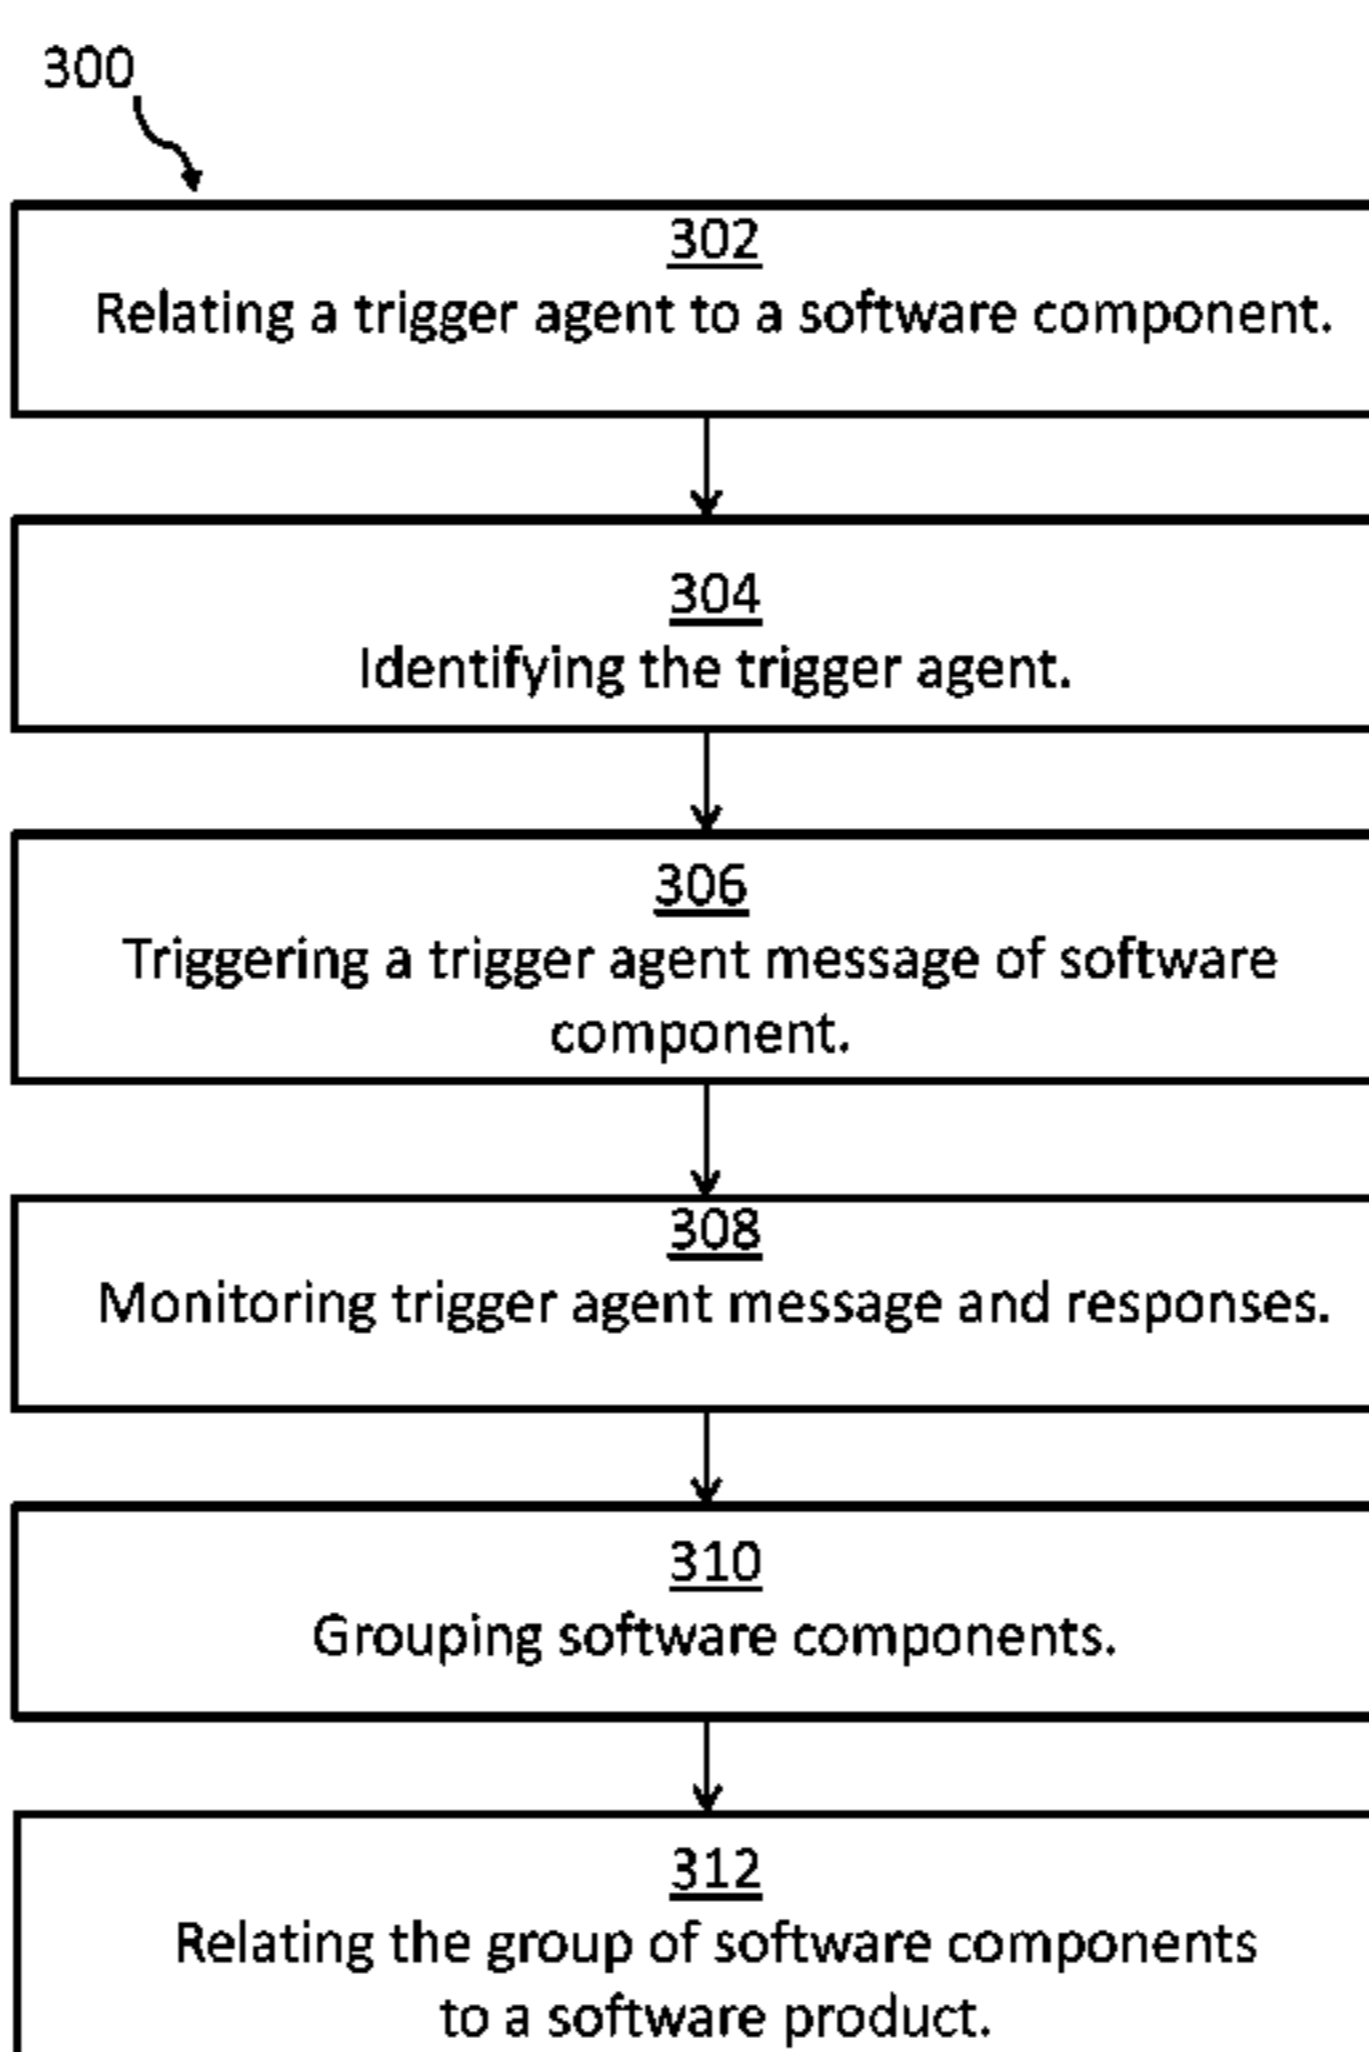 300
302
Relating a trigger agent to a software component.
304
Identifying the trigger agent.
306
Triggering a trigger agent message of software
component.
308
Monitoring trigger agent message and responses.
310
Grouping software components.
312
Relating the group of software components
to a software product.